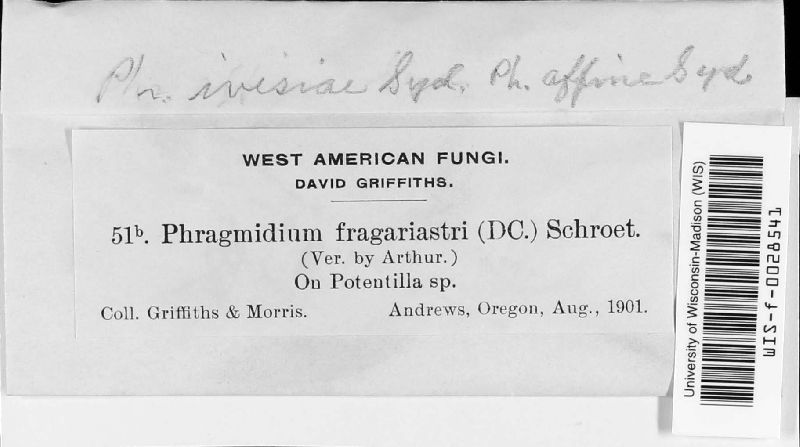 Ph. ivesiae Syd. Ph. affine Syd.
WEST AMERICAN FUNGI.
DAVID GRIFFITHS.
51b. Phragmidium fragariastri (DC.) Schroet.
(Ver. by Arthur.)
On Potentilla sp.
Coll. Griffiths & Morris. Andrews, Oregon, Aug., 1901.
University of Wisconsin-Madison (WIS)
WIS-f-0028541